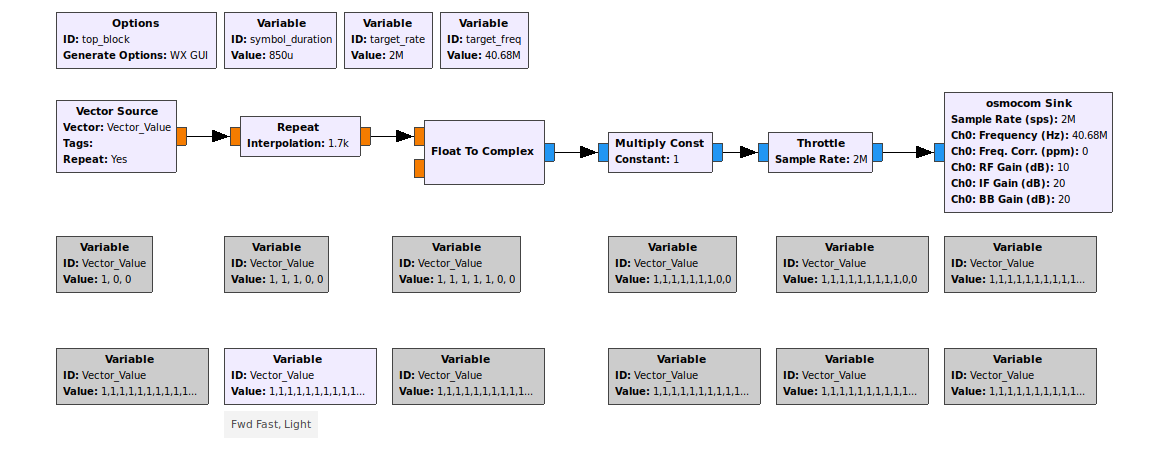 Options
ID: top_block
Generate Options: WX GUI
Variable
ID: symbol_duration
Value: 850u
Variable
ID: target_rate
Value: 2M
Variable
ID: target_freq
Value: 40.68M
Vector Source
Vector: Vector_Value
Tags:
Repeat: Yes
Repeat
Interpolation: 1.7k
Float To Complex
Multiply Const
Constant: 1
Throttle
Sample Rate: 2M
osmocom Sink
Sample Rate (sps): 2M
Ch0: Frequency (Hz): 40.68M
Ch0: Freq. Corr. (ppm): 0
Ch0: RF Gain (dB): 10
Ch0: IF Gain (dB): 20
Ch0: BB Gain (dB): 20
Variable
ID: Vector_Value
Value: 1, 0, 0
Variable
ID: Vector_Value
Value: 1, 1, 1, 0, 0
Variable
ID: Vector_Value
Value: 1, 1, 1, 1, 1, 0, 0
Variable
ID: Vector_Value
Value: 1,1,1,1,1,1,1,0,0
Variable
ID: Vector_Value
Value: 1,1,1,1,1,1,1,1,1,0,0
Variable
ID: Vector_Value
Value: 1,1,1,1,1,1,1,1,1,1...
Variable
ID: Vector_Value
Value: 1,1,1,1,1,1,1,1,1,1...
Variable
ID: Vector_Value
Value: 1,1,1,1,1,1,1,1,1,1...
Variable
ID: Vector_Value
Value: 1,1,1,1,1,1,1,1,1,1...
Variable
ID: Vector_Value
Value: 1,1,1,1,1,1,1,1,1,1...
Variable
ID: Vector_Value
Value: 1,1,1,1,1,1,1,1,1,1...
Variable
ID: Vector_Value
Value: 1,1,1,1,1,1,1,1,1,1...
Fwd Fast, Light